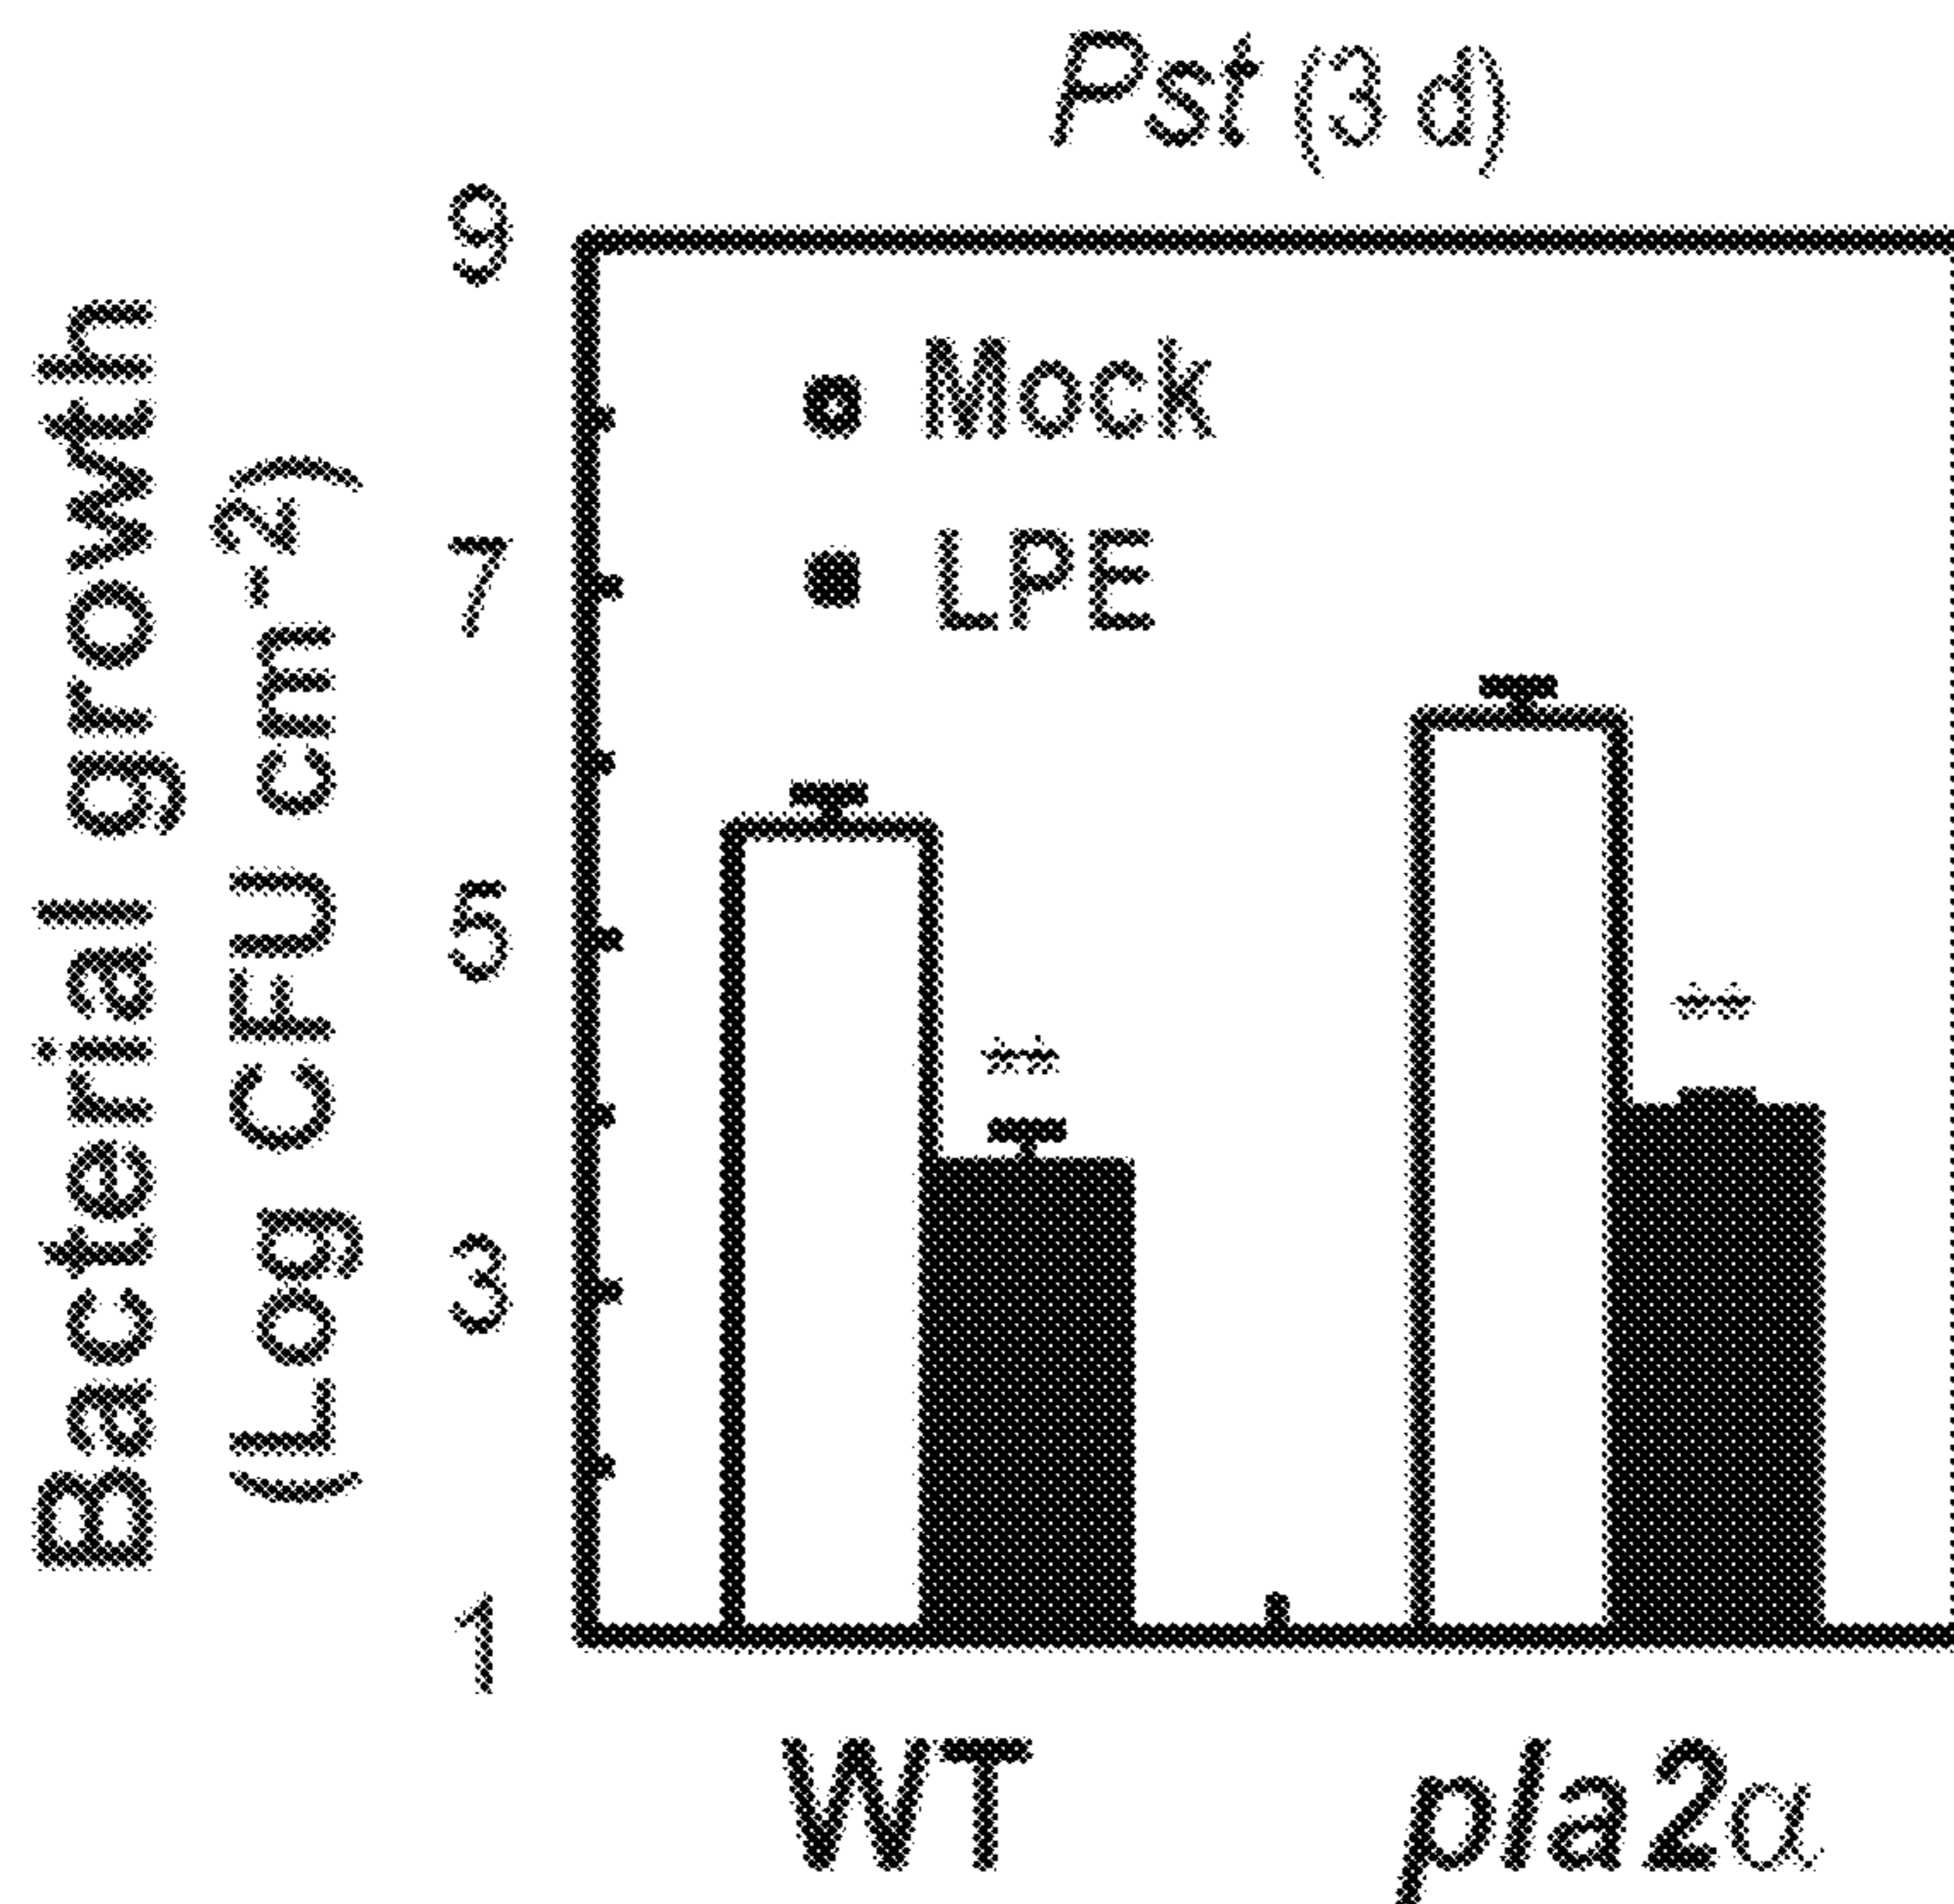 Pst (3 d)
Bacterial growth
(Log CFU cm⁻²)
9
7
5
3
1
Mock
LPE
**
**
WT
pla2α